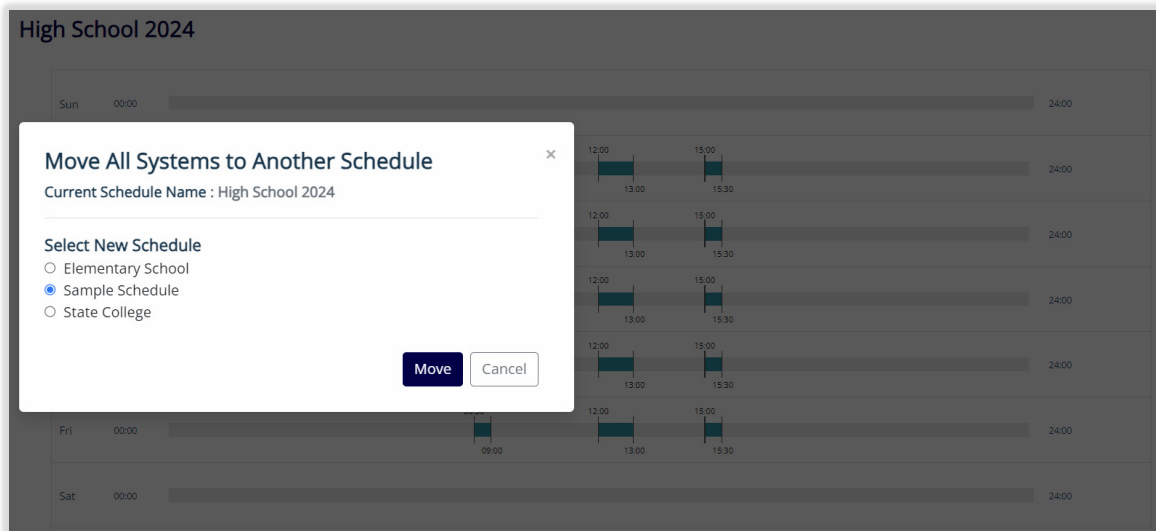 High School 2024
Sun 00:00 24:00
Move All Systems to Another Schedule ×
Current Schedule Name : High School 2024
Select New Schedule
Elementary School
Sample Schedule
State College
Move Cancel
12:00 15:00
24:00
13:00 15:30
12:00 15:00
24:00
13:00 15:30
12:00 15:00
24:00
13:00 15:30
12:00 15:00
24:00
13:00 15:30
12:00 15:00
Fri 00:00 24:00
09:00 13:00 15:30
Sat 00:00 24:00